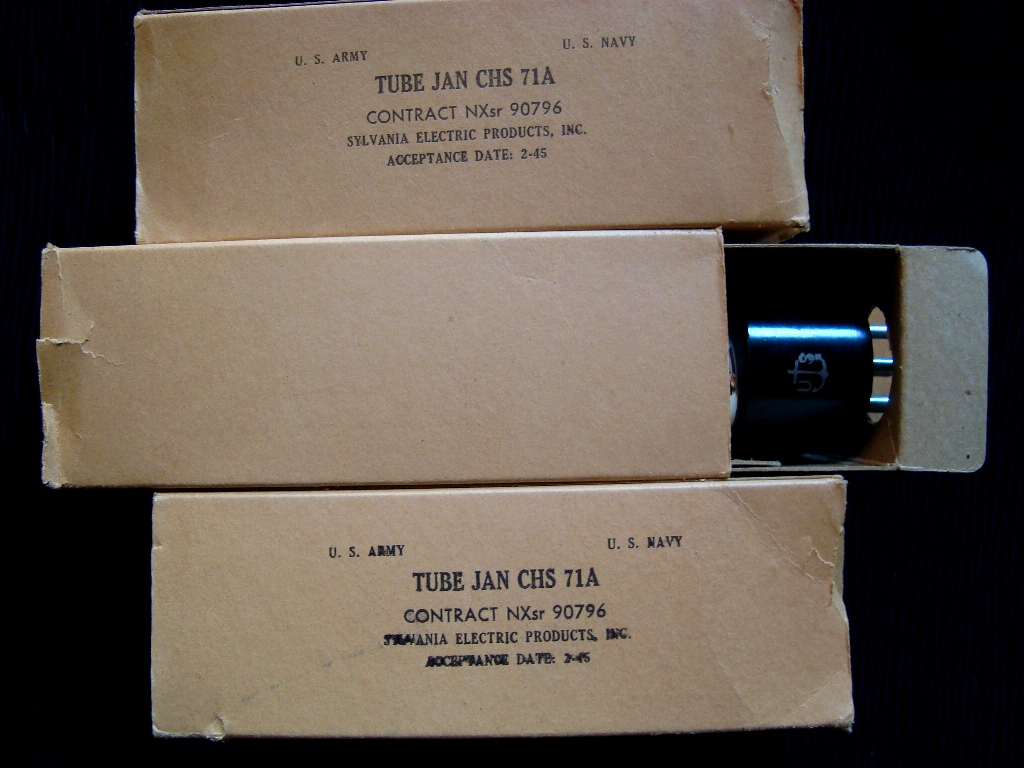 U. S. ARMY U. S. NAVY
TUBE JAN CHS 71A
CONTRACT NXsr 90796
SYLVANIA ELECTRIC PRODUCTS, INC.
ACCEPTANCE DATE: 2-45
U. S. ARMY U. S. NAVY
TUBE JAN CHS 71A
CONTRACT NXsr 90796
SYLVANIA ELECTRIC PRODUCTS, INC.
ACCEPTANCE DATE: 2-45